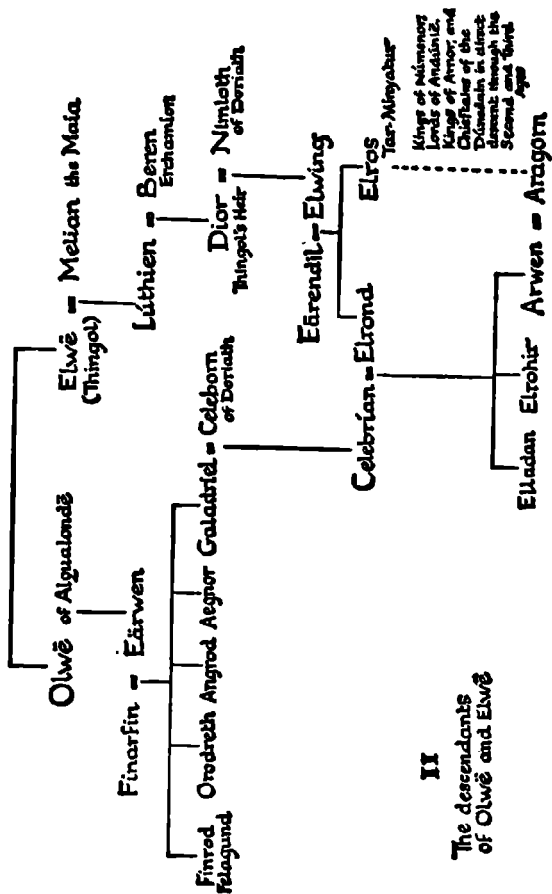 Olwë of Alqualondë
Elwë = Melian the Maia
(Thingol)
Finarfin = Eärwen
Lúthien = Beren
Erchamion
Finrod
Felagund
Orodreth Angrod Aegnor Galadriel = Celeborn
of Doriath
Dior = Nimloth
Thingol's Heir of Doriath
Eärendil = Elwing
Celebrían = Elrond
Elros
Tar-Minyatur
Kings of Númenor;
Lords of Andúnië,
Kings of Arnor; and
Chieftains of the
Dúnedain in direct
descent through the
Second and Third
Ages
Elladan Elrohir Arwen = Aragorn
II
The descendants
of Olwë and Elwë